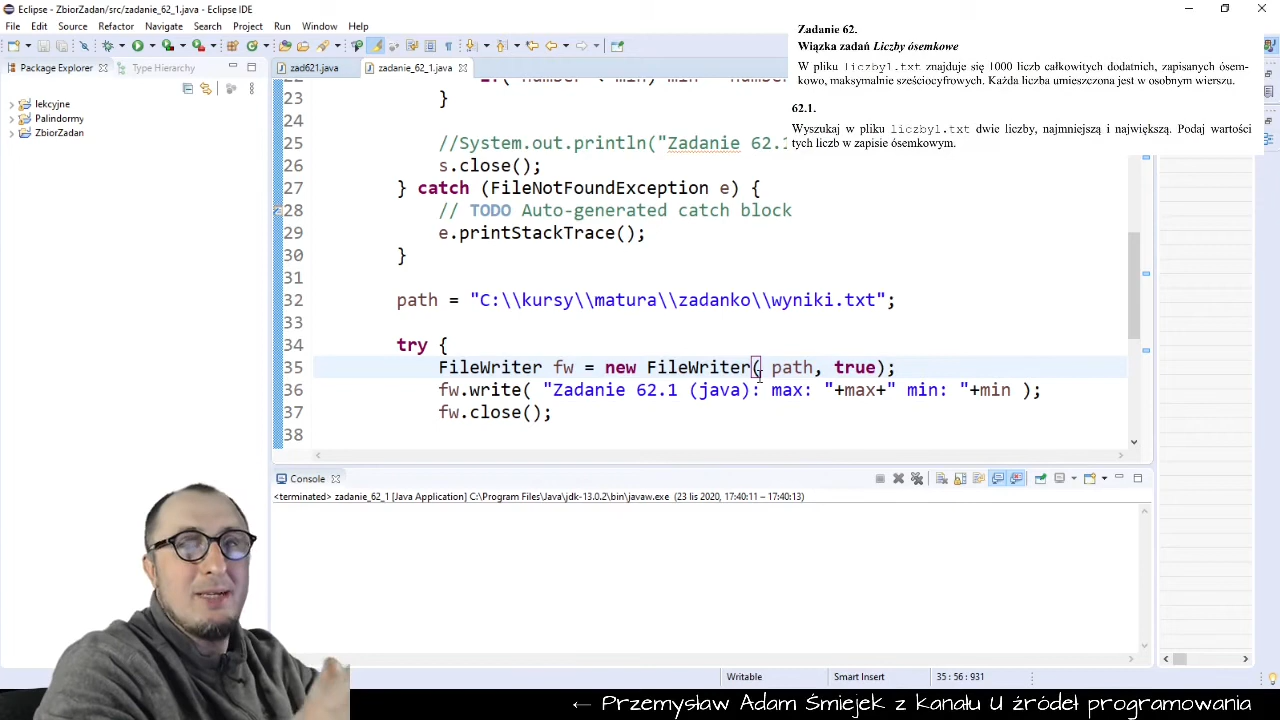 Eclipse - ZbiorZadan/src/zadanie_62_1.java - Eclipse IDE
File Edit Source Refactor Navigate Search Project Run Window Help
Package Explorer Type Hierarchy
lekcyjne
Palindormy
ZbiorZadan
zad621.java zadanie_62_1.java
23 }
25 //System.out.println("Zadanie 62.1
26 s.close();
27 } catch (FileNotFoundException e) {
28 // TODO Auto-generated catch block
29 e.printStackTrace();
30 }
31
32 path = "C:\\kursy\\matura\\zadanko\\wyniki.txt";
33
34 try {
35 FileWriter fw = new FileWriter( path, true);
36 fw.write( "Zadanie 62.1 (java): max: "+max+" min: "+min );
37 fw.close();
38
Zadanie 62.
Wiązka zadań Liczby ósemkowe
W pliku liczby1.txt znajduje się 1000 liczb całkowitych dodatnich, zapisanych ósem-
kowo, maksymalnie sześciocyfrowych. Każda liczba umieszczona jest w osobnym wierszu.
62.1.
Wyszukaj w pliku liczby1.txt dwie liczby, najmniejszą i największą. Podaj wartości
tych liczb w zapisie ósemkowym.
Console
<terminated> zadanie_62_1 [Java Application] C:\Program Files\Java\jdk-13.0.2\bin\javaw.exe (23 lis 2020, 17:40:11 – 17:40:13)
Writable Smart Insert 35 : 56 : 931
← Przemysław Adam Śmiejek z kanału U źródeł programowania